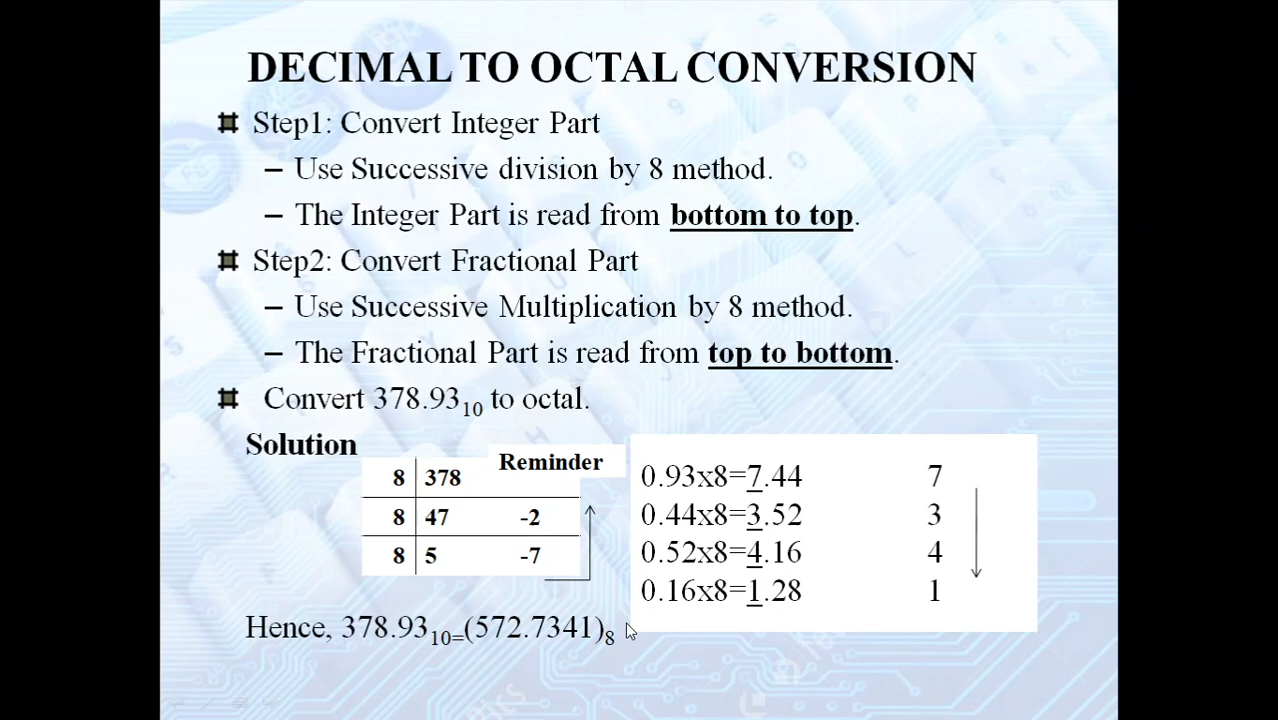 DECIMAL TO OCTAL CONVERSION
Step1: Convert Integer Part
– Use Successive division by 8 method.
– The Integer Part is read from bottom to top.
Step2: Convert Fractional Part
– Use Successive Multiplication by 8 method.
– The Fractional Part is read from top to bottom.
Convert 378.93₁₀ to octal.
Solution
Reminder
8 378
8 47 -2
8 5 -7
0.93x8=7.44 7
0.44x8=3.52 3
0.52x8=4.16 4
0.16x8=1.28 1
Hence, 378.93₁₀₌(572.7341)₈